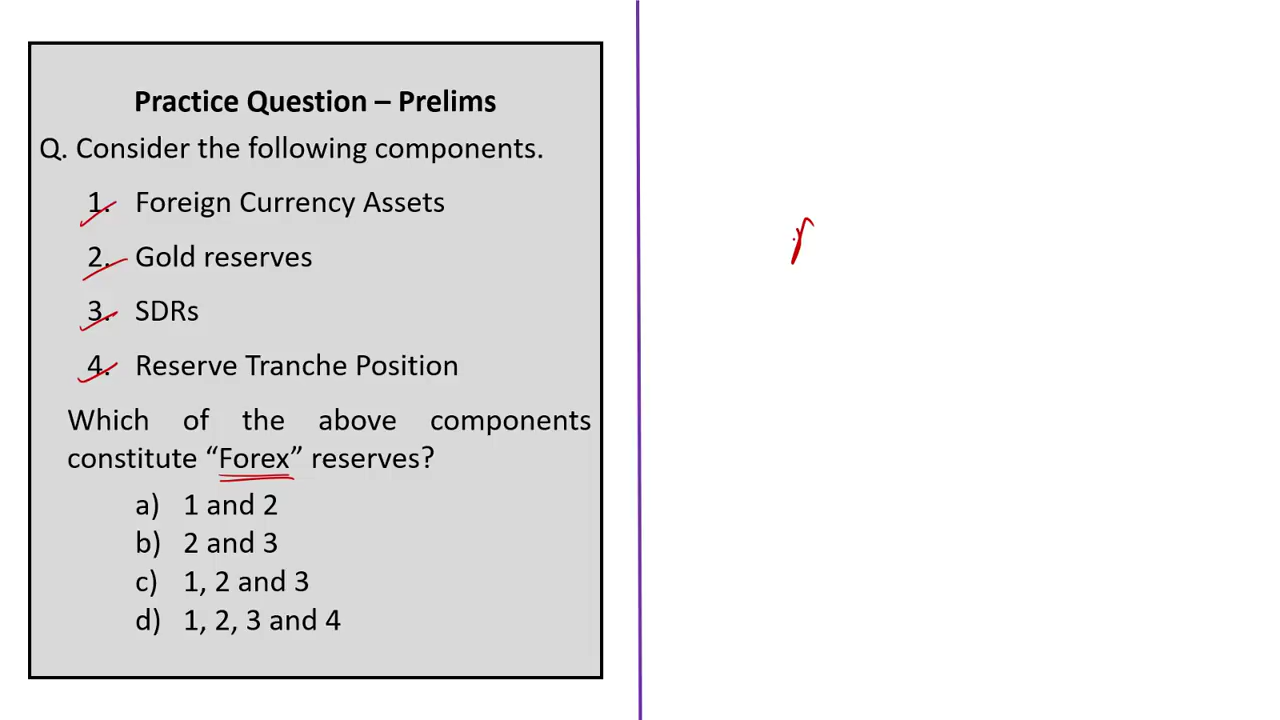 Practice Question – Prelims
Q. Consider the following components.
1. Foreign Currency Assets
2. Gold reserves
3. SDRs
4. Reserve Tranche Position
Which of the above components
constitute “Forex” reserves?
a) 1 and 2
b) 2 and 3
c) 1, 2 and 3
d) 1, 2, 3 and 4